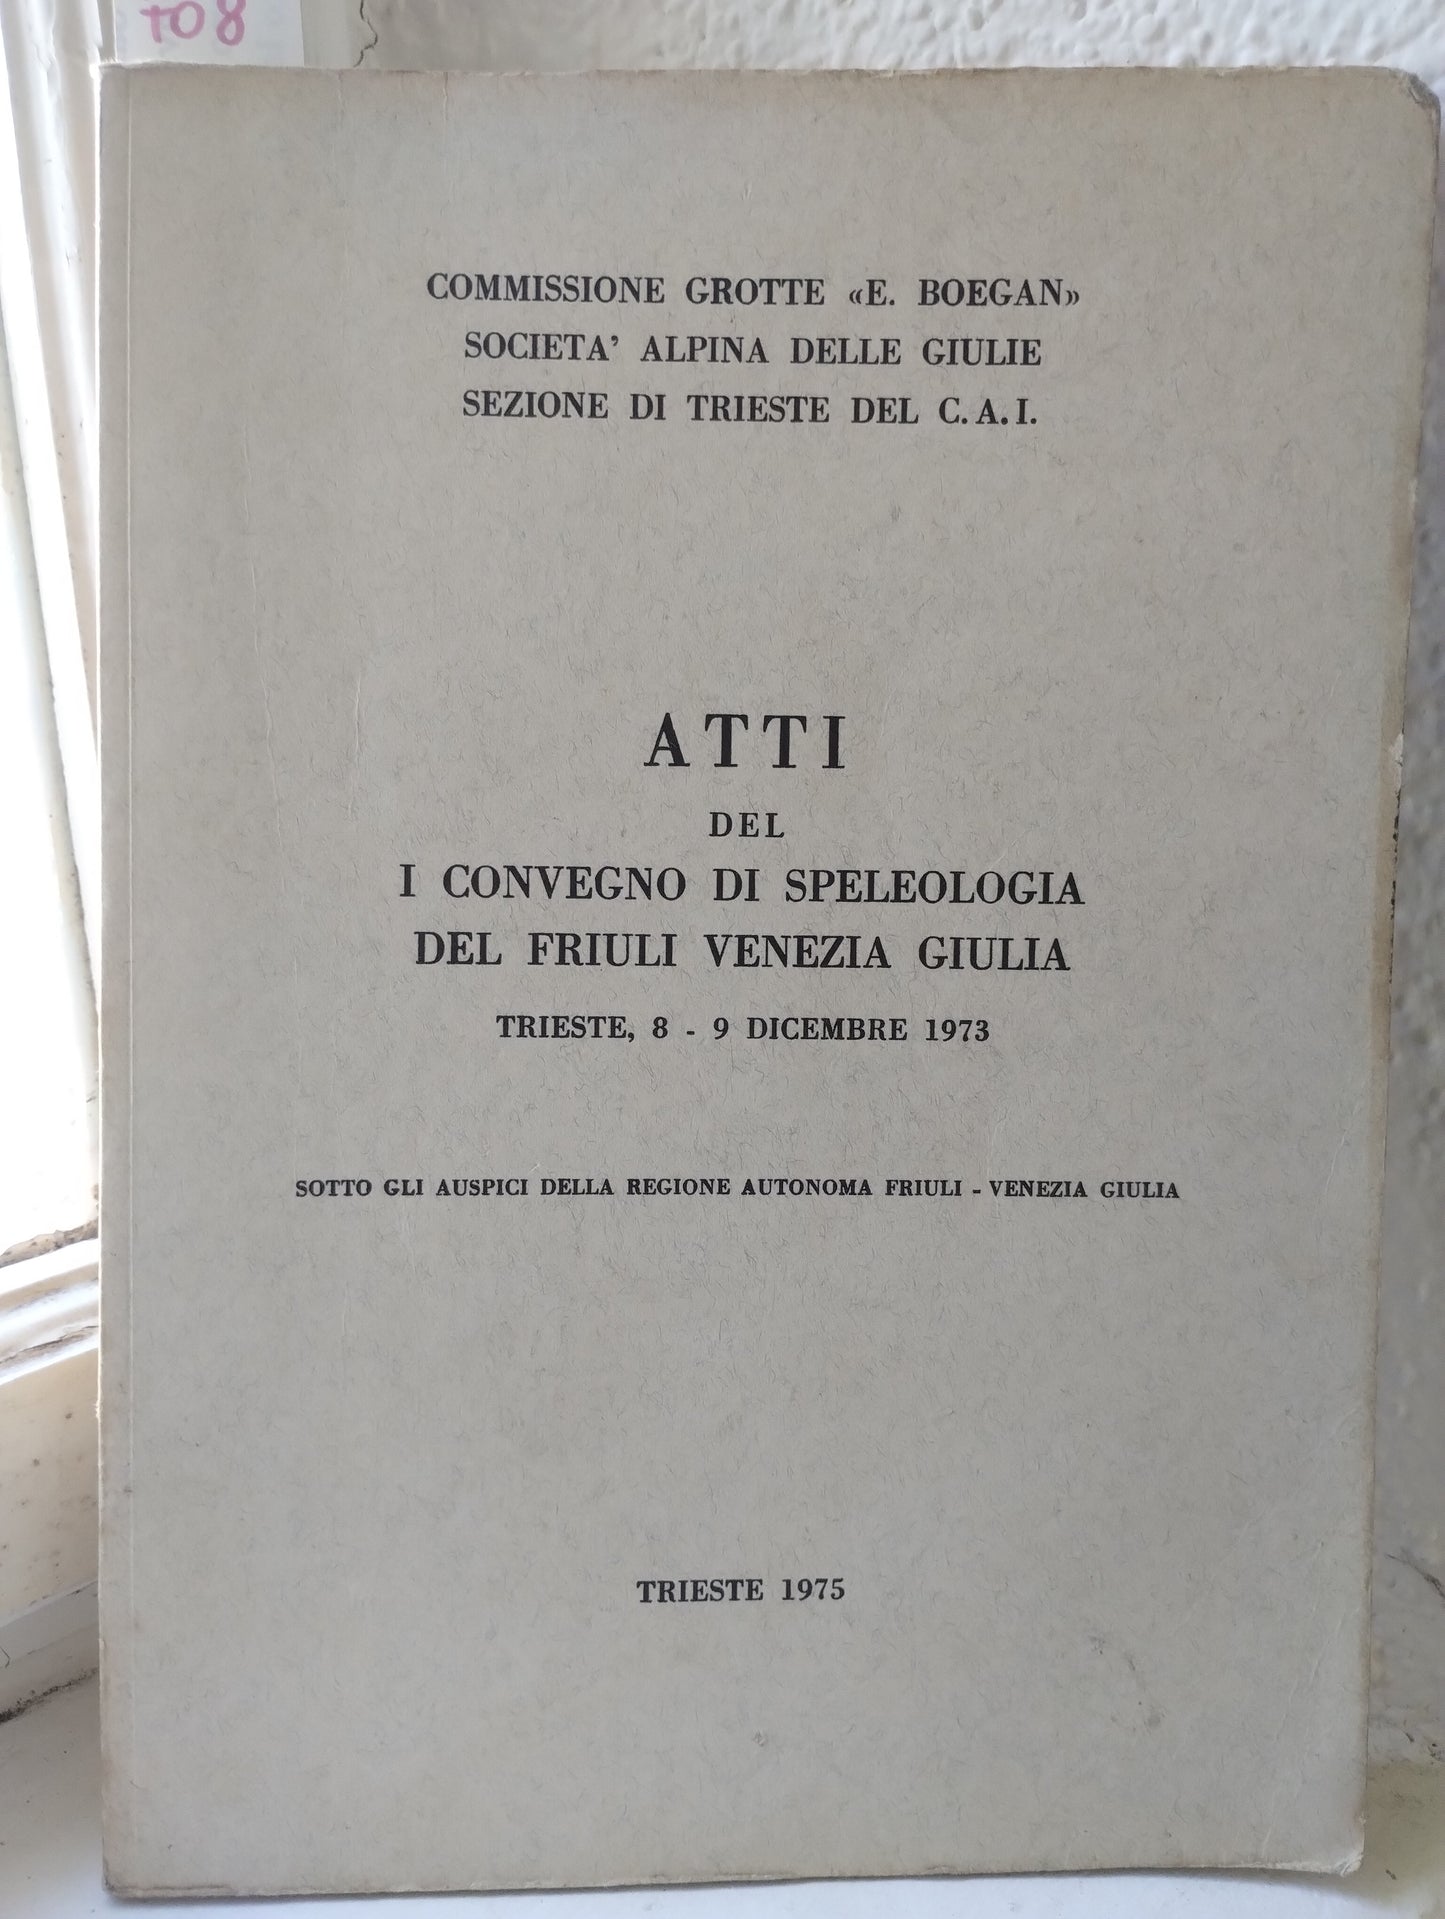 708
COMMISSIONE GROTTE «E. BOEGAN»
SOCIETA' ALPINA DELLE GIULIE
SEZIONE DI TRIESTE DEL C.A.I.
ATTI
DEL
I CONVEGNO DI SPELEOLOGIA
DEL FRIULI VENEZIA GIULIA
TRIESTE, 8 - 9 DICEMBRE 1973
SOTTO GLI AUSPICI DELLA REGIONE AUTONOMA FRIULI - VENEZIA GIULIA
TRIESTE 1975